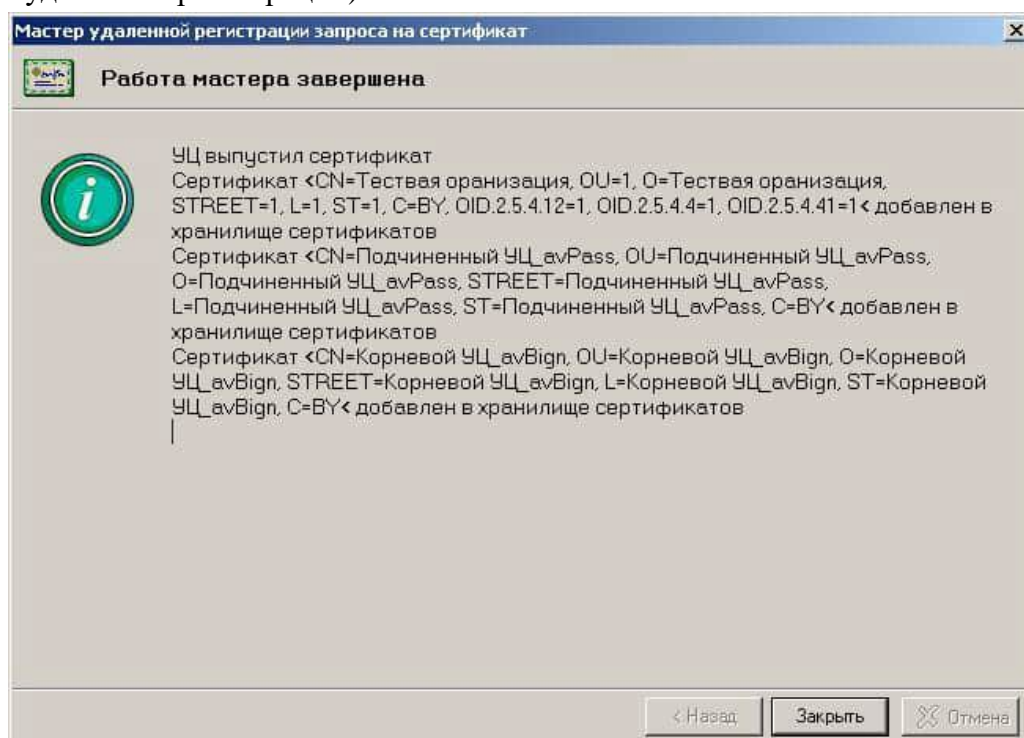 Мастер удаленной регистрации запроса на сертификат
Работа мастера завершена
УЦ выпустил сертификат
Сертификат <CN=Тествая оранизация, OU=1, O=Тествая оранизация,
STREET=1, L=1, ST=1, C=BY, OID.2.5.4.12=1, OID.2.5.4.4=1, OID.2.5.4.41=1< добавлен в
хранилище сертификатов
Сертификат <CN=Подчиненный УЦ_avPass, OU=Подчиненный УЦ_avPass,
O=Подчиненный УЦ_avPass, STREET=Подчиненный УЦ_avPass,
L=Подчиненный УЦ_avPass, ST=Подчиненный УЦ_avPass, C=BY< добавлен в
хранилище сертификатов
Сертификат <CN=Корневой УЦ_avBign, OU=Корневой УЦ_avBign, O=Корневой
УЦ_avBign, STREET=Корневой УЦ_avBign, L=Корневой УЦ_avBign, ST=Корневой
УЦ_avBign, C=BY< добавлен в хранилище сертификатов
< Назад Закрыть Отмена